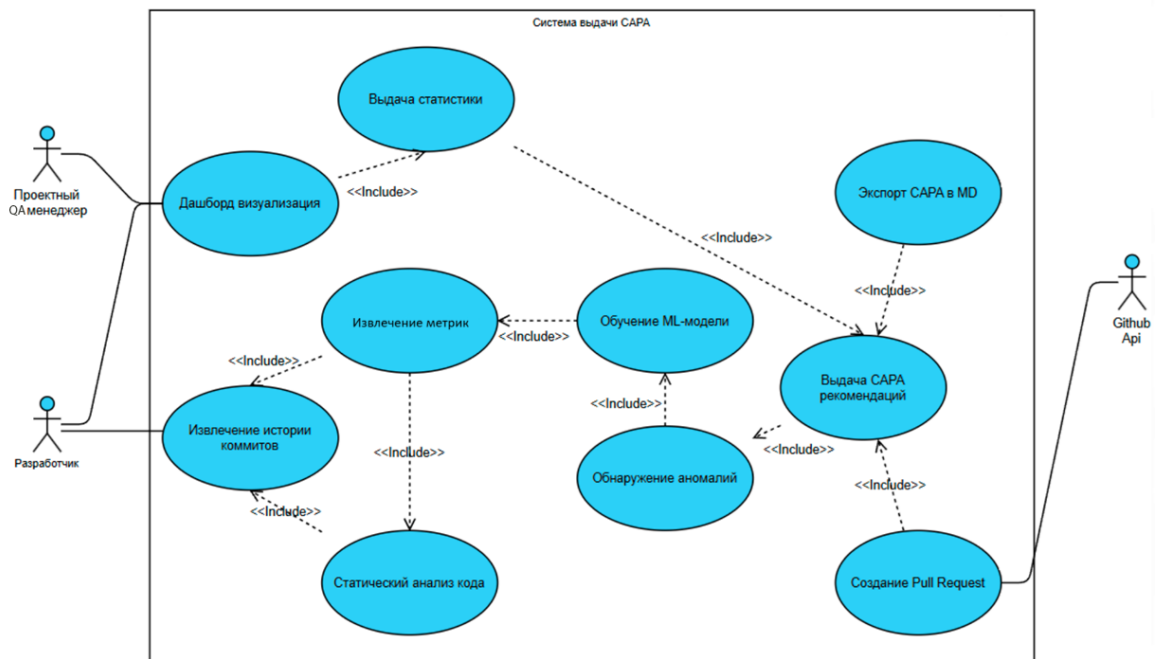 Система выдачи CAPA
Выдача статистики
Проектный
QA менеджер
Дашборд визуализация
<<Include>>
Экспорт CAPA в MD
<<Include>>
<<Include>>
Github
Api
Извлечение метрик
<<Include>>
Обучение ML-модели
<<Include>>
Выдача CAPA
рекомендаций
Разработчик
Извлечение истории
коммитов
<<Include>>
<<Include>>
<<Include>>
Обнаружение аномалий
<<Include>>
<<Include>>
Статический анализ кода
Создание Pull Request